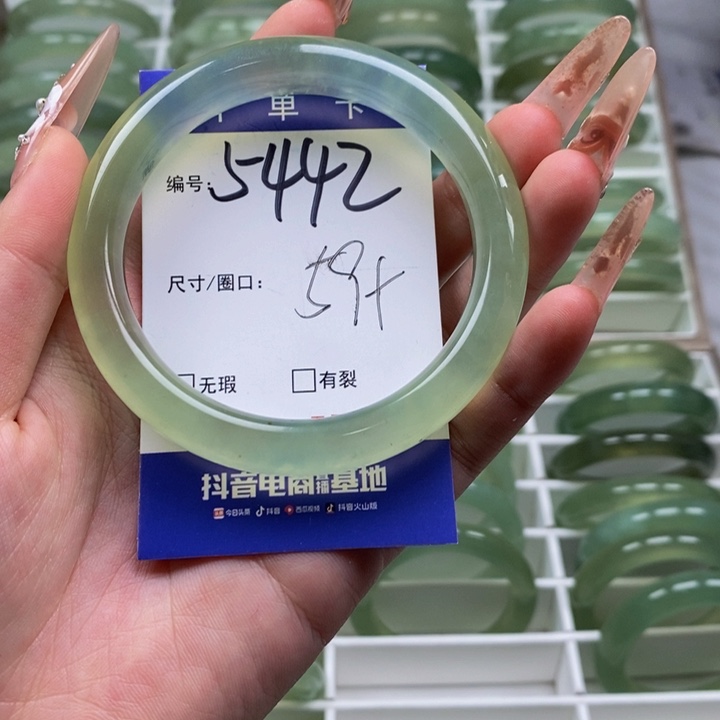 单卡
编号: 5442
尺寸/圈口: 59+
无瑕 有裂
抖音电商直播基地
今日头条 抖音 西瓜视频 抖音火山版